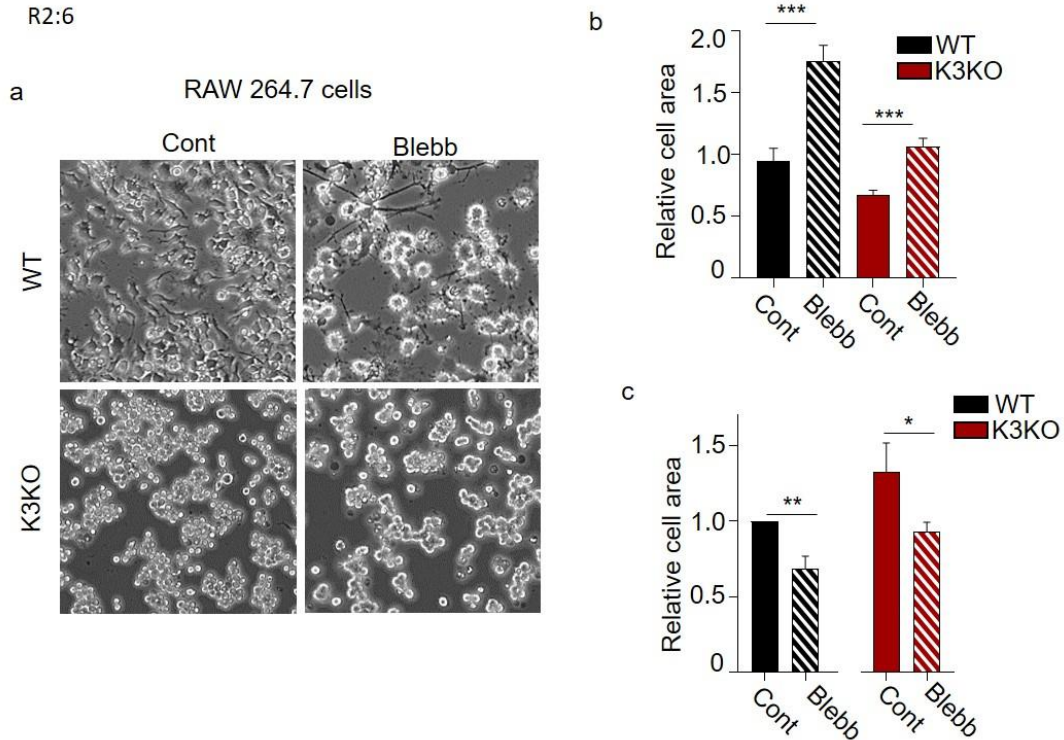 R2:6
a
RAW 264.7 cells
Cont
Blebb
WT
K3KO
b
***
WT
K3KO
***
2.0
1.5
1.0
0.5
0
Relative cell area
Cont
Blebb
Cont
Blebb
c
WT
K3KO
*
**
1.5
1.0
0.5
0
Relative cell area
Cont
Blebb
Cont
Blebb